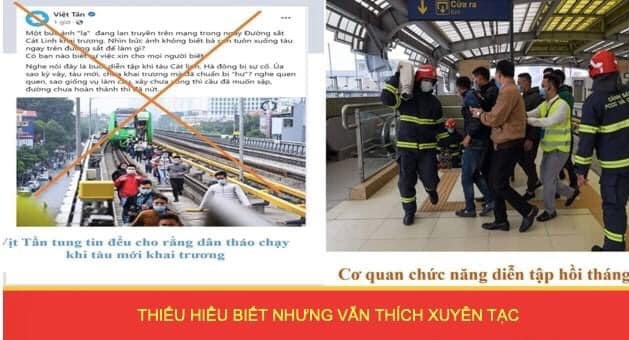 Việt Tân
1 giờ
Một bức ảnh "lạ" đang lan truyền trên mạng trong ngày Đường sắt
Cát Linh khai trương. Nhìn bức ảnh không biết bà con tuôn xuống tàu
ngay trên đường sắt để làm gì?
Có bạn nào biết sự việc xin cho mọi người biết
Nghe nói đây là buổi diễn tập khi tàu Cát linh, Hà đông bị sự cố. Ủa
sao kỳ vậy, tàu mới, chưa khai trương mà đã chuẩn bị "hư"? nghe quen
quen, sao giống vụ làm cầu, xây chưa xong thì cầu đã muốn sập,
đường chưa hoàn thành thì đã nứt.
Vịt Tần tung tin đểu cho rằng dân tháo chạy
khi tàu mới khai trương
Cửa ra
CẢNH SÁT
Cơ quan chức năng diễn tập hồi tháng
THIẾU HIỂU BIẾT NHƯNG VẪN THÍCH XUYÊN TẠC